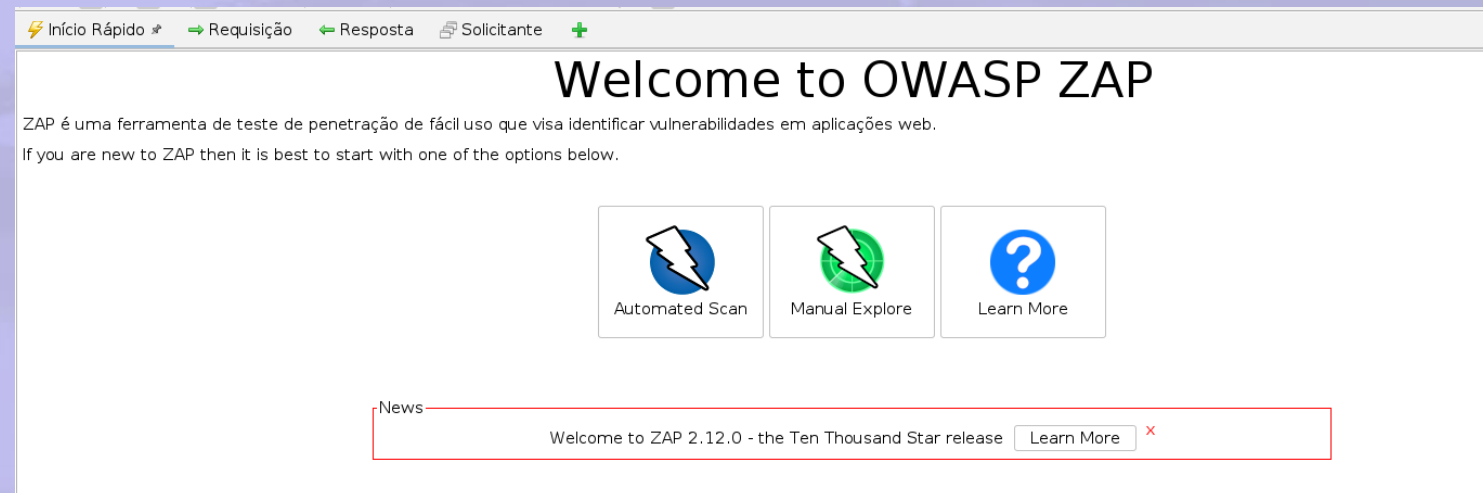 Início Rápido Requisição Resposta Solicitante
Welcome to OWASP ZAP
ZAP é uma ferramenta de teste de penetração de fácil uso que visa identificar vulnerabilidades em aplicações web.
If you are new to ZAP then it is best to start with one of the options below.
Automated Scan Manual Explore Learn More
News
Welcome to ZAP 2.12.0 - the Ten Thousand Star release Learn More X